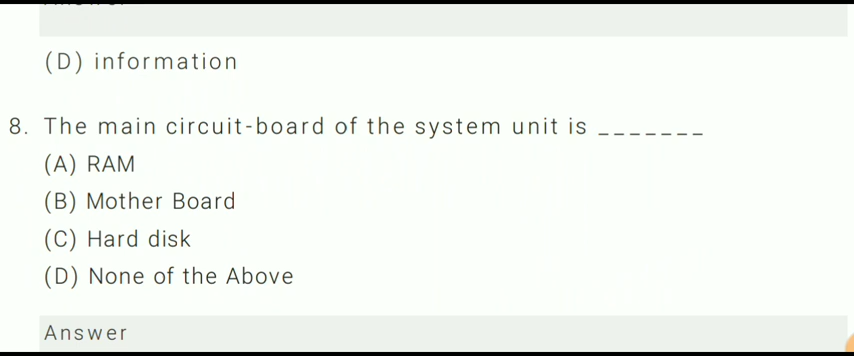 (D) information
8. The main circuit-board of the system unit is _______
(A) RAM
(B) Mother Board
(C) Hard disk
(D) None of the Above
Answer